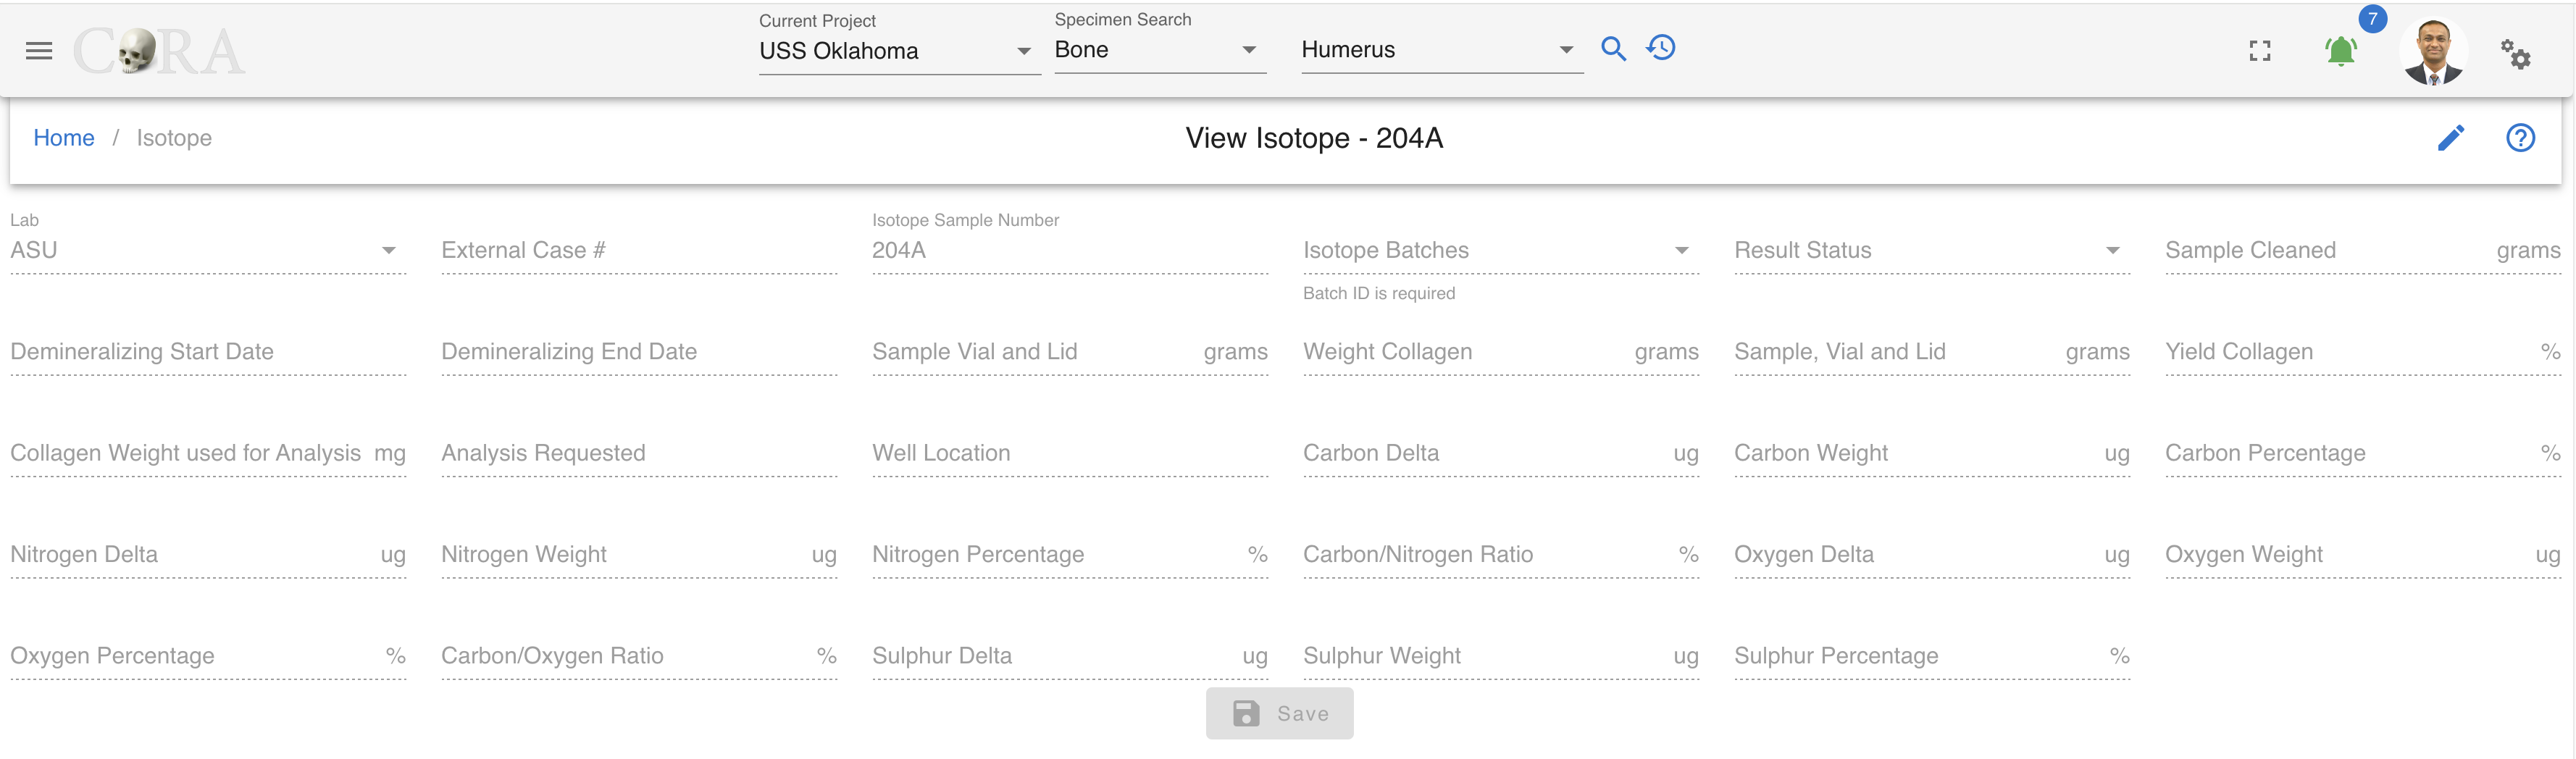 CORA
Current Project
USS Oklahoma
Specimen Search
Bone
Humerus
7
Home / Isotope
View Isotope - 204A
Lab
ASU
External Case #
Isotope Sample Number
204A
Isotope Batches
Batch ID is required
Result Status
Sample Cleaned grams
Demineralizing Start Date
Demineralizing End Date
Sample Vial and Lid grams
Weight Collagen grams
Sample, Vial and Lid grams
Yield Collagen %
Collagen Weight used for Analysis mg
Analysis Requested
Well Location
Carbon Delta ug
Carbon Weight ug
Carbon Percentage %
Nitrogen Delta ug
Nitrogen Weight ug
Nitrogen Percentage %
Carbon/Nitrogen Ratio %
Oxygen Delta ug
Oxygen Weight ug
Oxygen Percentage %
Carbon/Oxygen Ratio %
Sulphur Delta ug
Sulphur Weight ug
Sulphur Percentage %
Save